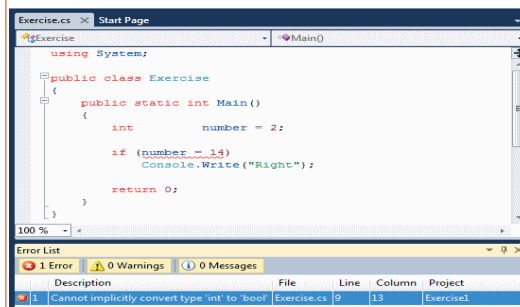 Exercise.cs × Start Page
Exercise Main()
using System;
public class Exercise
{
public static int Main()
{
int number = 2;
if (number = 14)
Console.Write("Right");
return 0;
}
}
100 %
Error List
1 Error 0 Warnings 0 Messages
Description File Line Column Project
1 Cannot implicitly convert type 'int' to 'bool' Exercise.cs 9 13 Exercise1